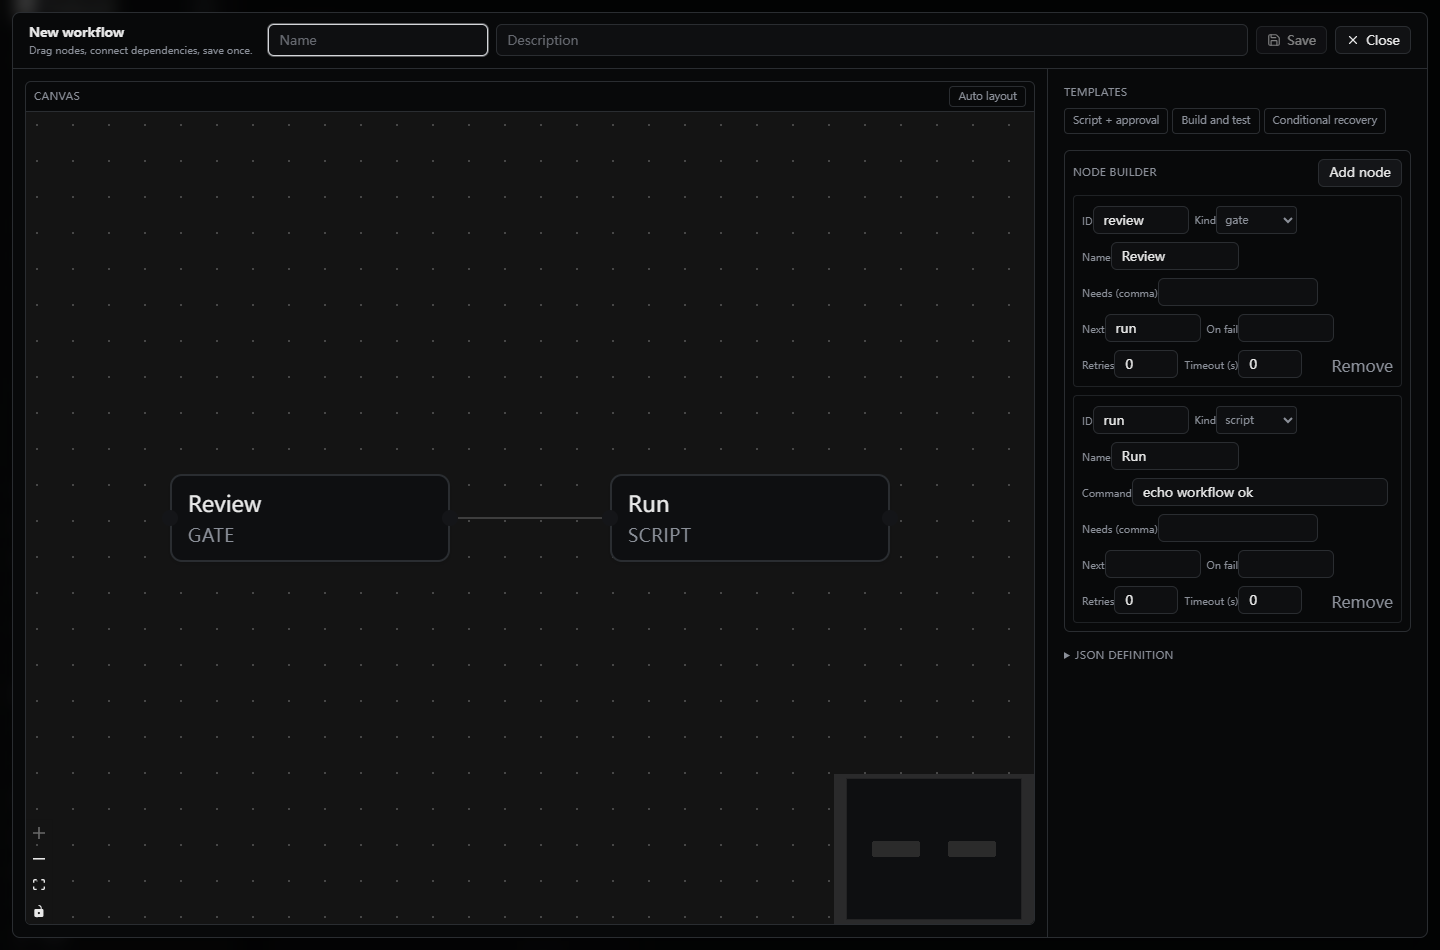 New workflow
Drag nodes, connect dependencies, save once.
Name
Description
Save
Close
CANVAS
Auto layout
Review
GATE
Run
SCRIPT
TEMPLATES
Script + approval
Build and test
Conditional recovery
NODE BUILDER
Add node
ID review Kind gate
Name Review
Needs (comma)
Next run On fail
Retries 0 Timeout (s) 0 Remove
ID run Kind script
Name Run
Command echo workflow ok
Needs (comma)
Next On fail
Retries 0 Timeout (s) 0 Remove
JSON DEFINITION